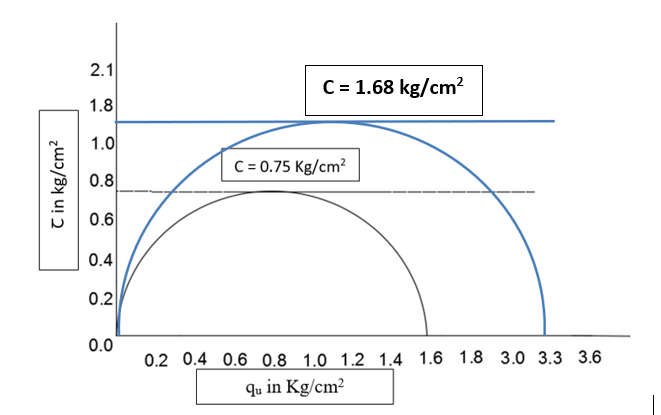 2.1
C = 1.68 kg/cm²
1.8
1.0
C = 0.75 Kg/cm²
0.8
0.6
0.4
0.2
0.0
τ in kg/cm²
0.2 0.4 0.6 0.8 1.0 1.2 1.4 1.6 1.8 3.0 3.3 3.6
qᵤ in Kg/cm²